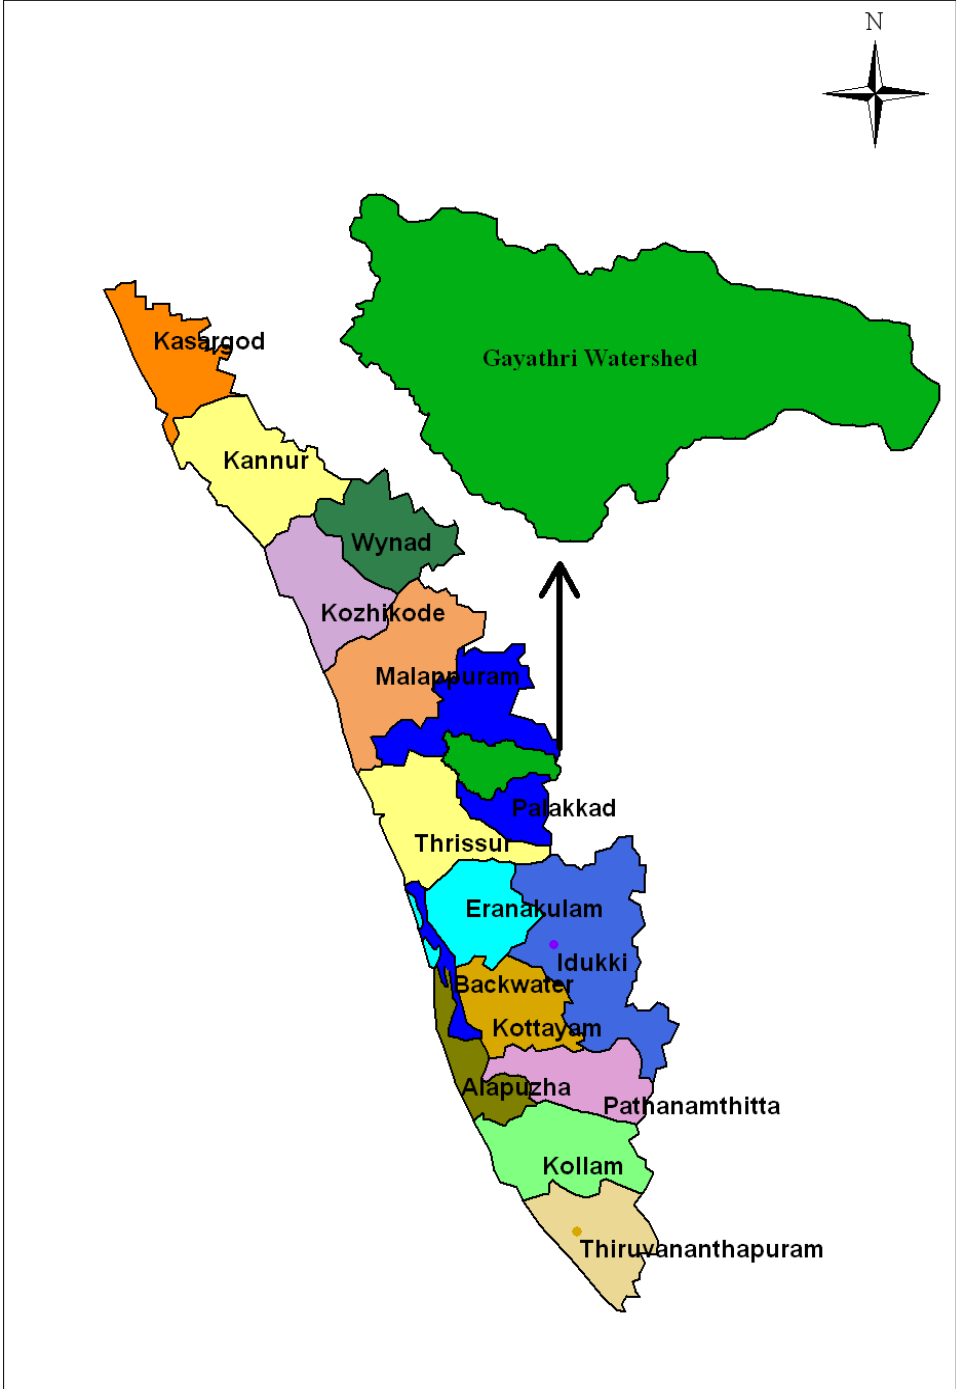 N
Gayathri Watershed
Kasargod
Kannur
Wynad
Kozhikode
Malappuram
Palakkad
Thrissur
Eranakulam
Idukki
Backwater
Kottayam
Alapuzha
Pathanamthitta
Kollam
Thiruvananthapuram